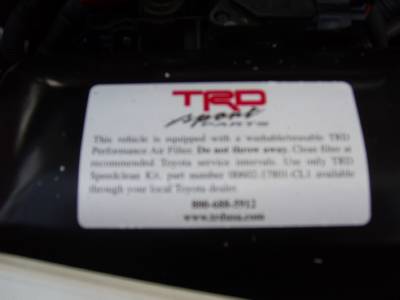 TRD
sport
PARTS
This vehicle is equipped with a washable/reusable TRD
Performance Air Filter. Do not throw away. Clean filter at
recommended Toyota service intervals. Use only TRD
Speedclean Kit, part number 00602-17801-CL1 available
through your local Toyota dealer.
800-688-5912
www.trdusa.com